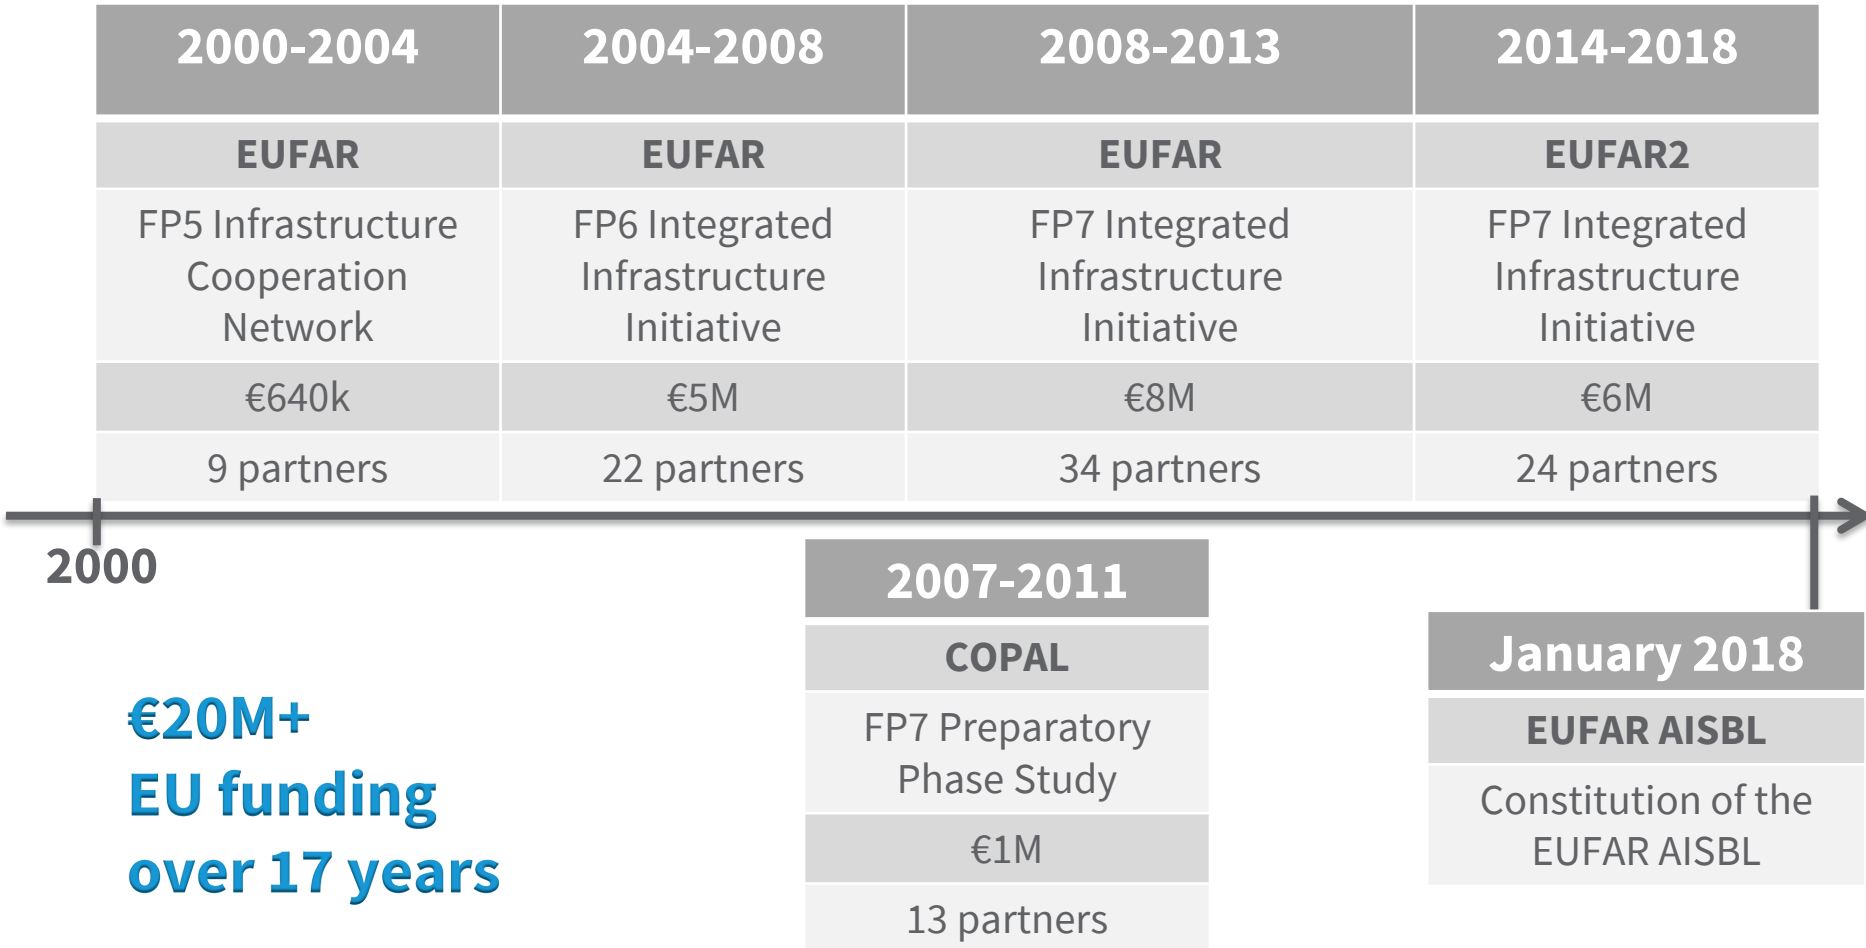 2000-2004
2004-2008
2008-2013
2014-2018
EUFAR
EUFAR
EUFAR
EUFAR2
FP5 Infrastructure
Cooperation
Network
FP6 Integrated
Infrastructure
Initiative
FP7 Integrated
Infrastructure
Initiative
FP7 Integrated
Infrastructure
Initiative
€640k
€5M
€8M
€6M
9 partners
22 partners
34 partners
24 partners
2000
2007-2011
COPAL
FP7 Preparatory
Phase Study
€1M
13 partners
January 2018
EUFAR AISBL
Constitution of the
EUFAR AISBL
€20M+
EU funding
over 17 years